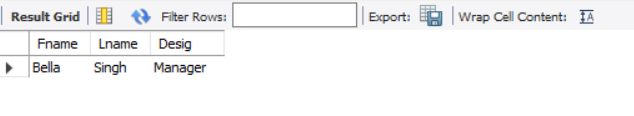 Result Grid Filter Rows: Export: Wrap Cell Content:
Fname Lname Desig
Bella Singh Manager